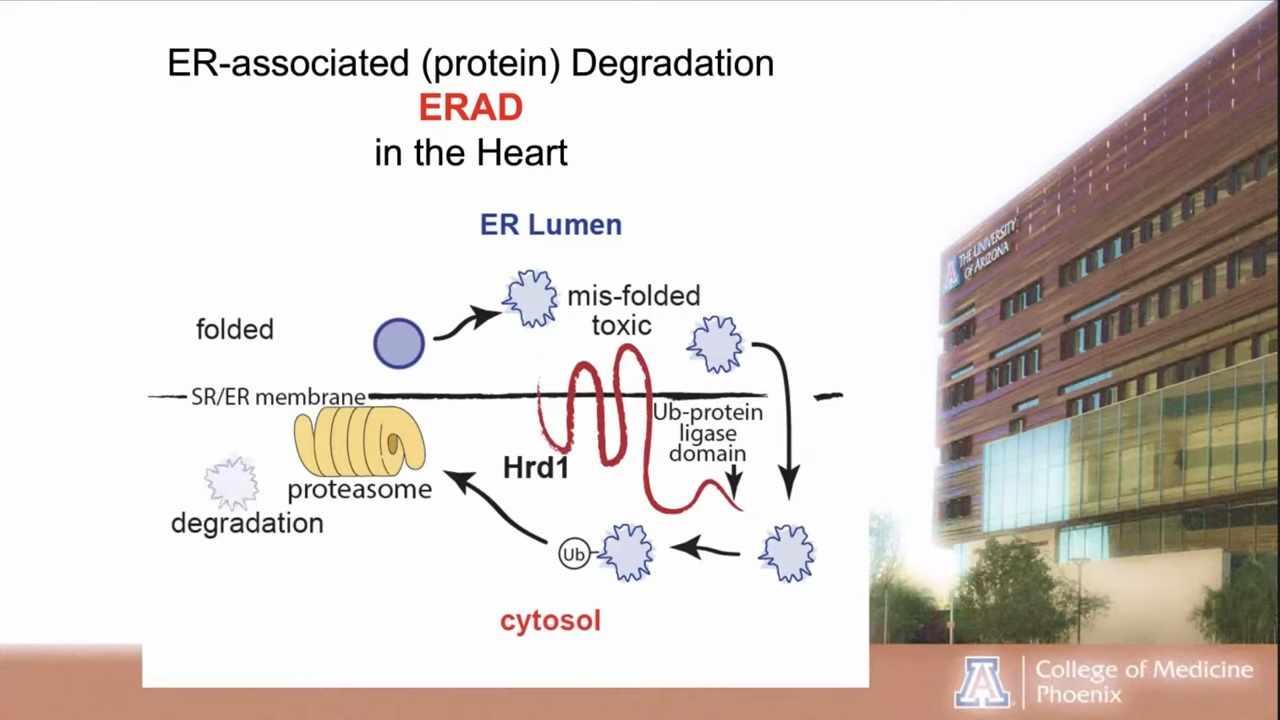 ER-associated (protein) Degradation
ERAD
in the Heart
ER Lumen
mis-folded
toxic
folded
SR/ER membrane
Ub-protein
ligase
domain
Hrd1
proteasome
degradation
Ub
cytosol
A
THE UNIVERSITY
OF ARIZONA
A
College of Medicine
Phoenix